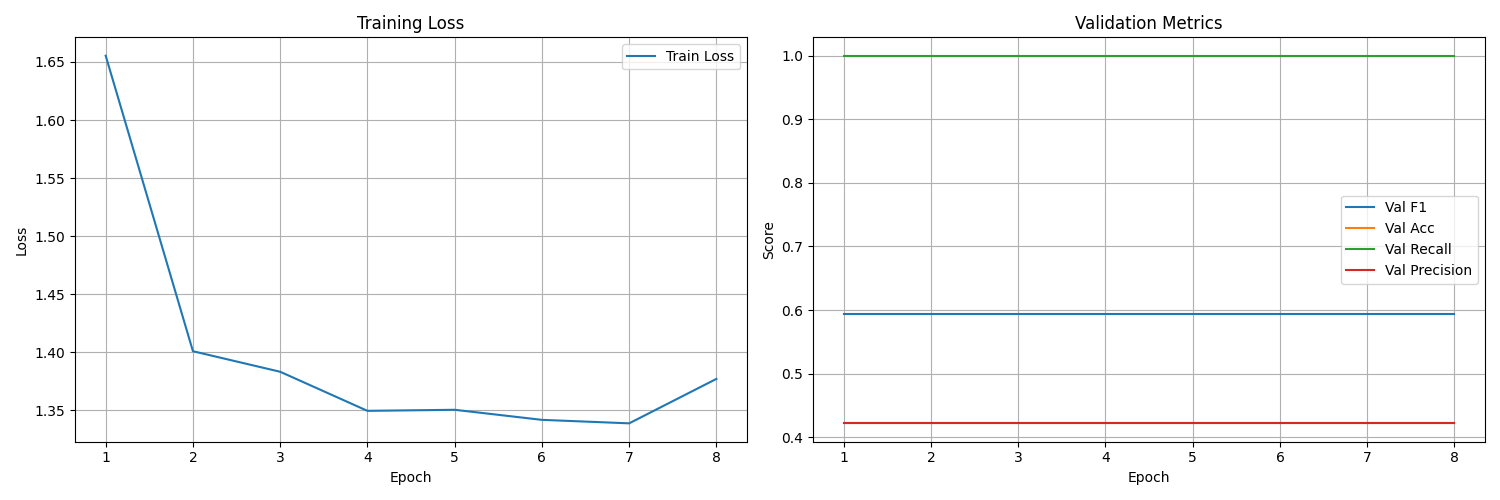 Training Loss
Train Loss
1.65
1.60
1.55
1.50
1.45
1.40
1.35
Loss
1 2 3 4 5 6 7 8
Epoch
Validation Metrics
1.0
0.9
0.8
0.7
0.6
0.5
0.4
Score
Val F1
Val Acc
Val Recall
Val Precision
1 2 3 4 5 6 7 8
Epoch